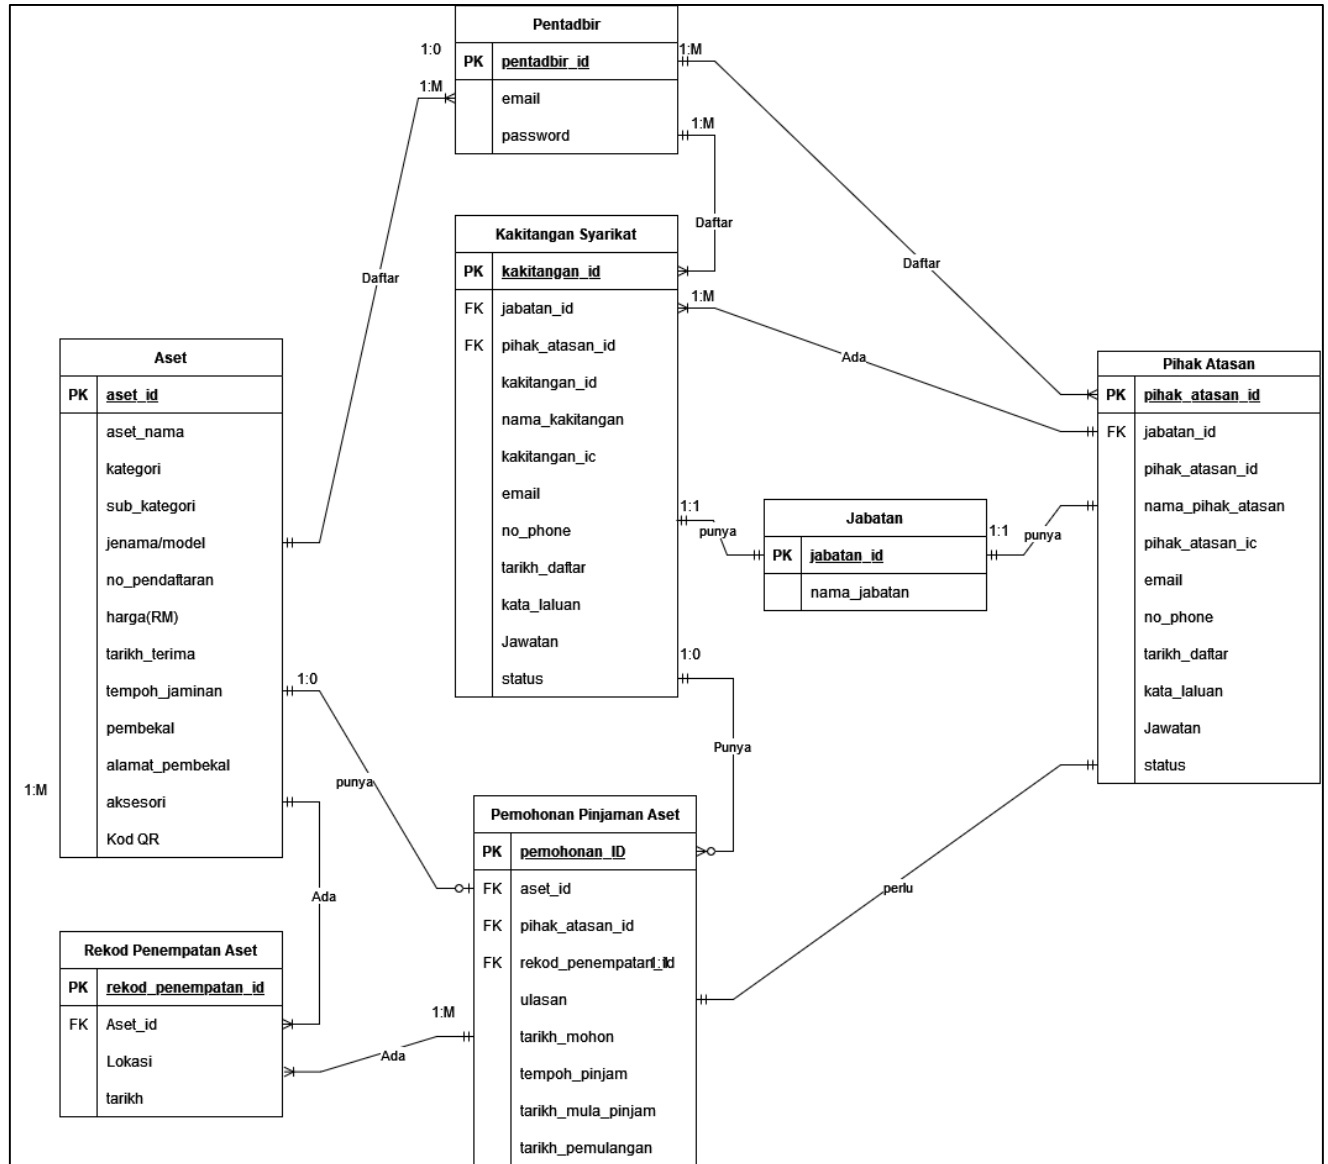 Pentadbir
PK pentadbir_id
email
password
1:0
1:M
1:M
1:M
Daftar
Daftar
Daftar
Kakitangan Syarikat
PK kakitangan_id
FK jabatan_id
FK pihak_atasan_id
kakitangan_id
nama_kakitangan
kakitangan_ic
email
no_phone
tarikh_daftar
kata_laluan
Jawatan
status
1:M
Ada
1:1
punya
1:0
Punya
Aset
PK aset_id
aset_nama
kategori
sub_kategori
jenama/model
no_pendaftaran
harga(RM)
tarikh_terima
tempoh_jaminan
pembekal
alamat_pembekal
aksesori
Kod QR
1:0
punya
1:M
Ada
Jabatan
PK jabatan_id
nama_jabatan
1:1
punya
Pihak Atasan
PK pihak_atasan_id
FK jabatan_id
pihak_atasan_id
nama_pihak_atasan
pihak_atasan_ic
email
no_phone
tarikh_daftar
kata_laluan
Jawatan
status
perlu
Rekod Penempatan Aset
PK rekod_penempatan_id
FK Aset_id
Lokasi
tarikh
1:M
Ada
Pemohonan Pinjaman Aset
PK pemohonan_ID
FK aset_id
FK pihak_atasan_id
FK rekod_penempatan_id
1:1
ulasan
tarikh_mohon
tempoh_pinjam
tarikh_mula_pinjam
tarikh_pemulangan